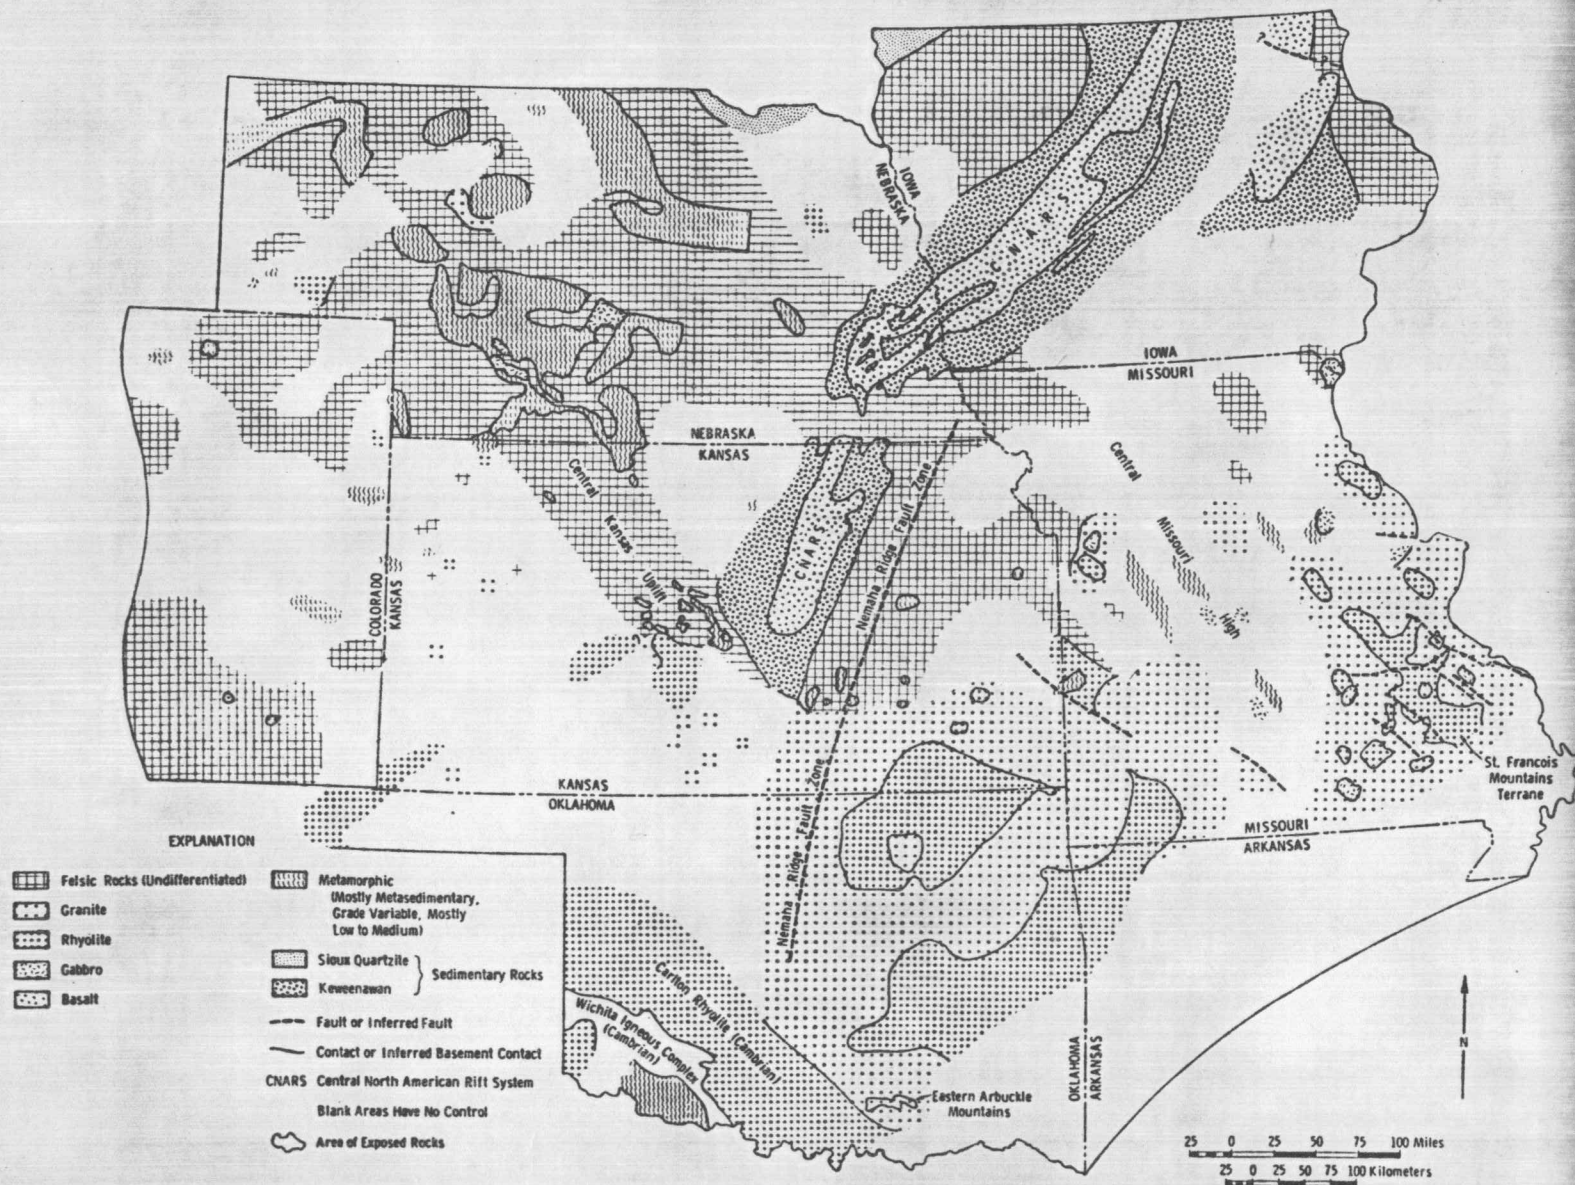 IOWA
NEBRASKA
C N A R S
IOWA
MISSOURI
NEBRASKA
KANSAS
Central
Kansas
Uplift
CNARS
Nemaha Ridge Fault Zone
Central
Missouri
High
COLORADO
KANSAS
KANSAS
OKLAHOMA
Nemaha Ridge Fault Zone
St. Francois
Mountains
Terrane
MISSOURI
ARKANSAS
Carlton Rhyolite (Cambrian)
Wichita Igneous Complex
(Cambrian)
OKLAHOMA
ARKANSAS
Eastern Arbuckle
Mountains
N
EXPLANATION
Felsic Rocks (Undifferentiated)
Granite
Rhyolite
Gabbro
Basalt
Metamorphic
(Mostly Metasedimentary,
Grade Variable, Mostly
Low to Medium)
Sioux Quartzile
Keweenawan
Sedimentary Rocks
Fault or Inferred Fault
Contact or Inferred Basement Contact
CNARS Central North American Rift System
Blank Areas Have No Control
Area of Exposed Rocks
25 0 25 50 75 100 Miles
25 0 25 50 75 100 Kilometers